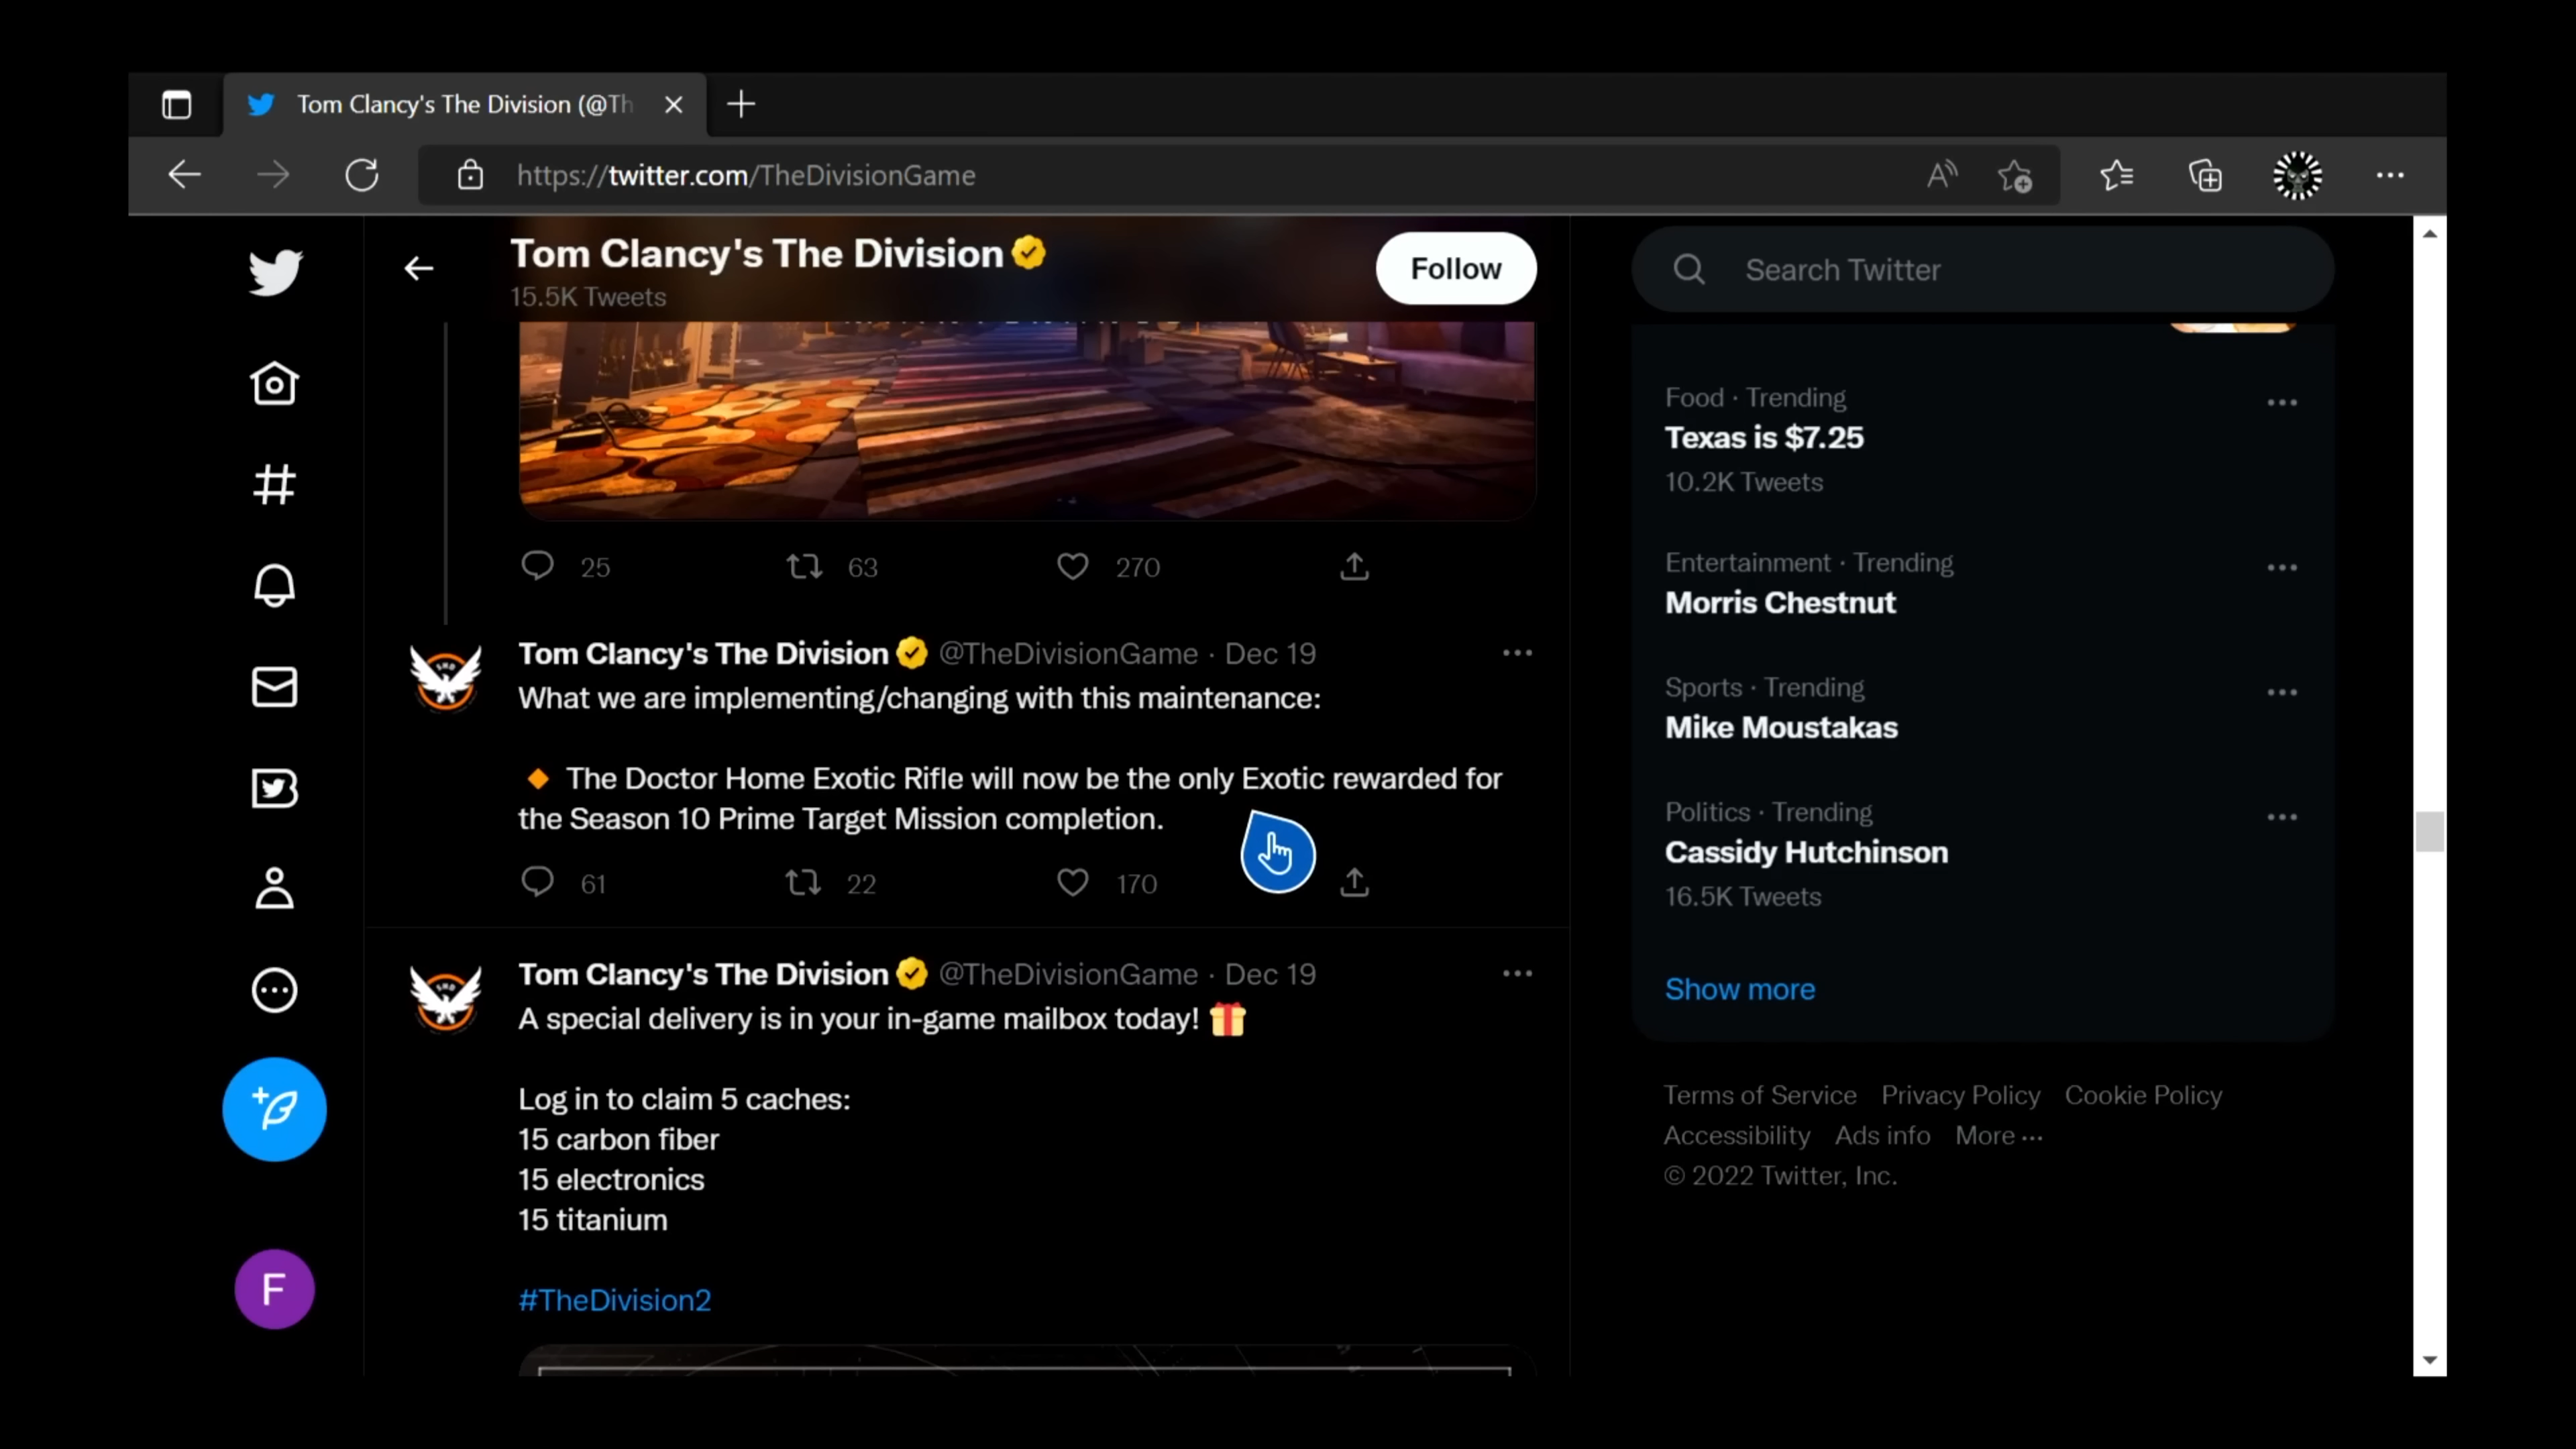 Tom Clancy's The Division (@Th
https://twitter.com/TheDivisionGame
Tom Clancy's The Division
15.5K Tweets
Follow
Search Twitter
25 63 270
Tom Clancy's The Division @TheDivisionGame · Dec 19
What we are implementing/changing with this maintenance:
🔸 The Doctor Home Exotic Rifle will now be the only Exotic rewarded for
the Season 10 Prime Target Mission completion.
61 22 170
Tom Clancy's The Division @TheDivisionGame · Dec 19
A special delivery is in your in-game mailbox today! 🎁
Log in to claim 5 caches:
15 carbon fiber
15 electronics
15 titanium
#TheDivision2
F
Food · Trending
Texas is $7.25
10.2K Tweets
Entertainment · Trending
Morris Chestnut
Sports · Trending
Mike Moustakas
Politics · Trending
Cassidy Hutchinson
16.5K Tweets
Show more
Terms of Service Privacy Policy Cookie Policy
Accessibility Ads info More ···
© 2022 Twitter, Inc.